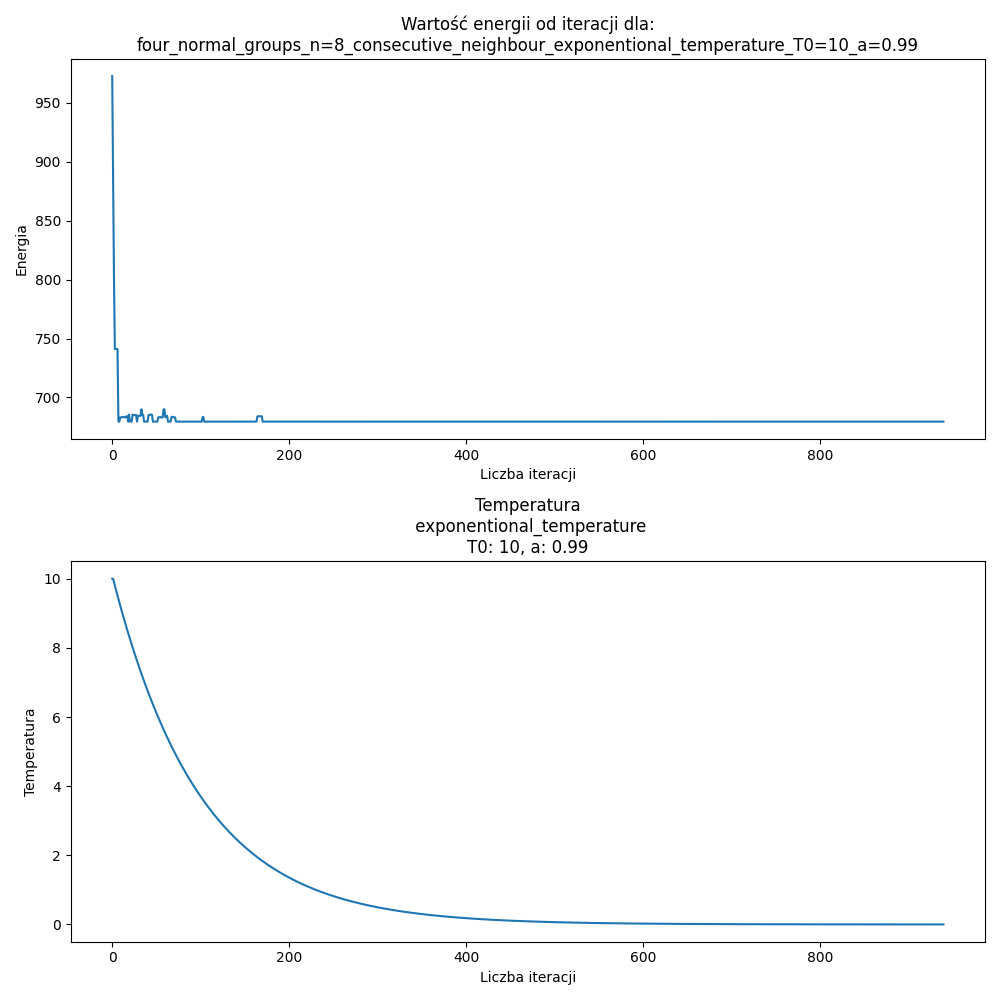 Wartość energii od iteracji dla:
four_normal_groups_n=8_consecutive_neighbour_exponentional_temperature_T0=10_a=0.99
950
900
850
800
750
700
Energia
0 200 400 600 800
Liczba iteracji
Temperatura
exponentional_temperature
T0: 10, a: 0.99
10
8
6
4
2
0
Temperatura
0 200 400 600 800
Liczba iteracji